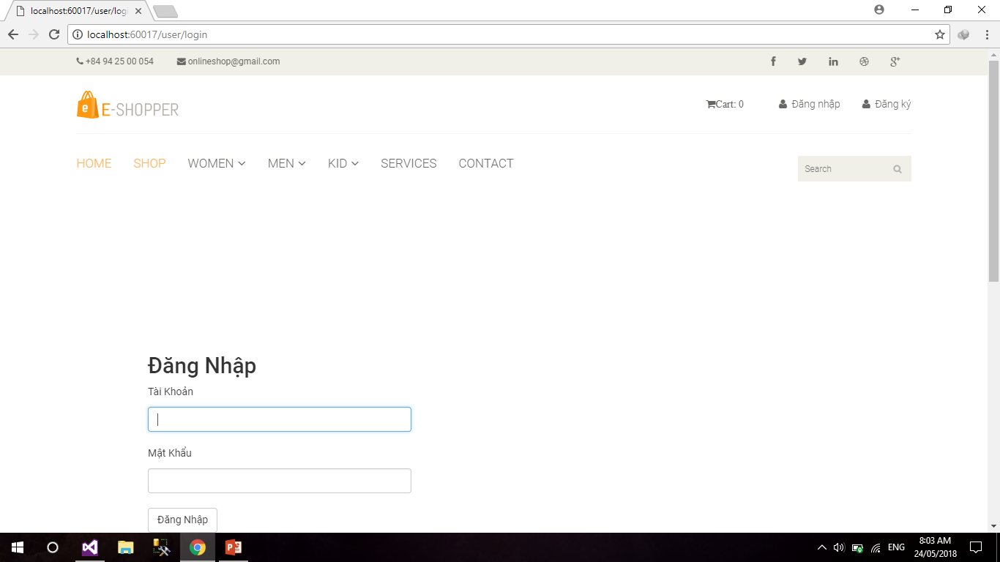 localhost:60017/user/log
localhost:60017/user/login
+84 94 25 00 054 onlineshop@gmail.com
E-SHOPPER
Cart: 0 Đăng nhập Đăng ký
HOME SHOP WOMEN MEN KID SERVICES CONTACT
Search
Đăng Nhập
Tài Khoản
Mật Khẩu
Đăng Nhập
ENG
8:03 AM
24/05/2018